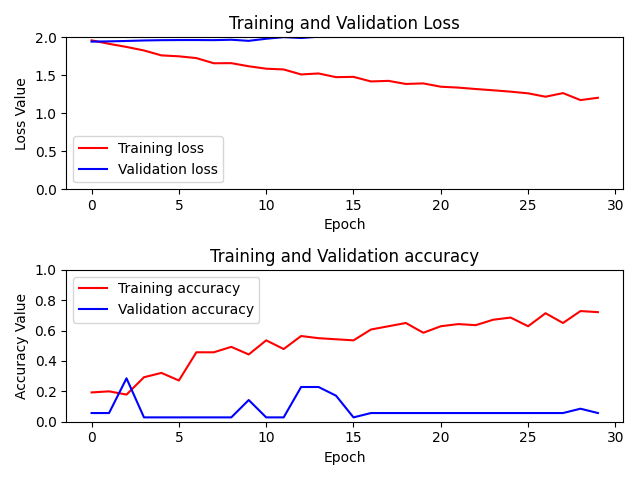 Training and Validation Loss
2.0
1.5
1.0
0.5
0.0
Loss Value
Training loss
Validation loss
0 5 10 15 20 25 30
Epoch
Training and Validation accuracy
1.0
0.8
0.6
0.4
0.2
0.0
Accuracy Value
Training accuracy
Validation accuracy
0 5 10 15 20 25 30
Epoch